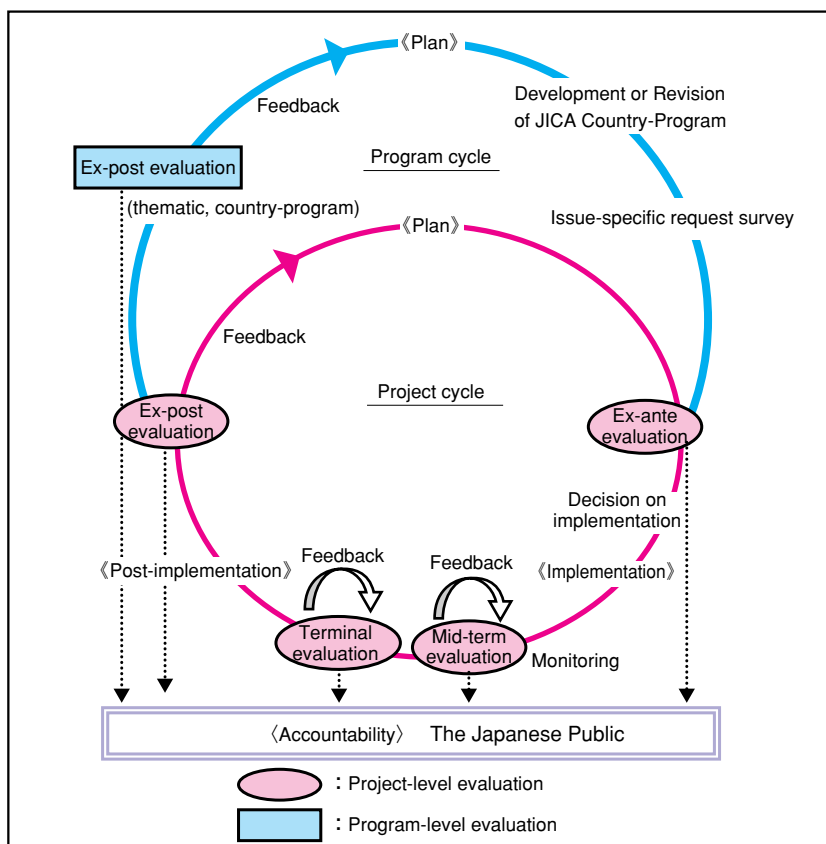 《Plan》
Feedback
Development or Revision
of JICA Country-Program
Ex-post evaluation
Program cycle
(thematic, country-program)
《Plan》
Issue-specific request survey
Feedback
Project cycle
Ex-post
evaluation
Ex-ante
evaluation
Decision on
implementation
《Post-implementation》
Feedback
Feedback
《Implementation》
Terminal
evaluation
Mid-term
evaluation
Monitoring
〈Accountability〉 The Japanese Public
: Project-level evaluation
: Program-level evaluation